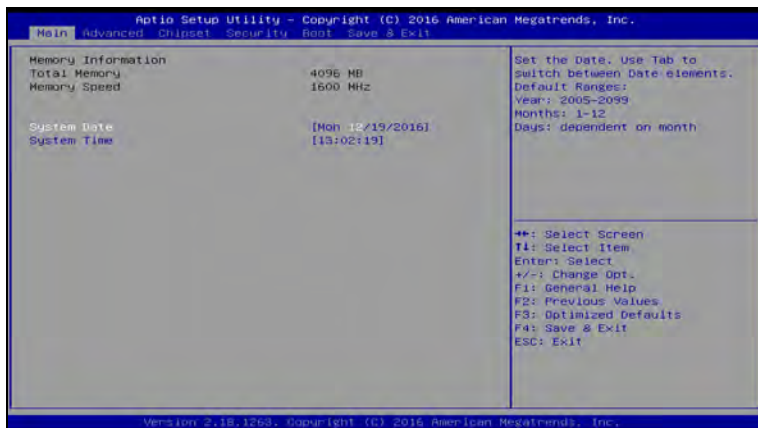 Aptio Setup Utility – Copyright (C) 2016 American Megatrends, Inc.
Main Advanced Chipset Security Boot Save & Exit
Memory Information
Total Memory 4096 MB
Memory Speed 1600 MHz
System Date [Mon 12/19/2016]
System Time [13:02:19]
Set the Date. Use Tab to
switch between Date elements.
Default Ranges:
Year: 2005-2099
Months: 1-12
Days: dependent on month
→←: Select Screen
↑↓: Select Item
Enter: Select
+/-: Change Opt.
F1: General Help
F2: Previous Values
F3: Optimized Defaults
F4: Save & Exit
ESC: Exit
Version 2.18.1263. Copyright (C) 2016 American Megatrends, Inc.